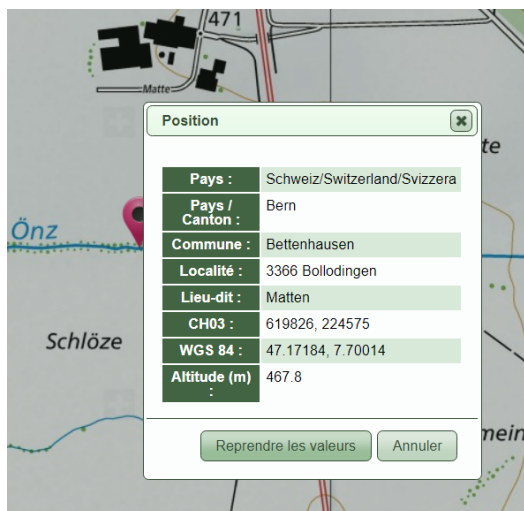 471
Matte
Position
te
Pays : Schweiz/Switzerland/Svizzera
Pays / Canton : Bern
Önz
Commune : Bettenhausen
Localité : 3366 Bollodingen
Lieu-dit : Matten
CH03 : 619826, 224575
Schlöze
WGS 84 : 47.17184, 7.70014
Altitude (m) : 467.8
mein
Reprendre les valeurs Annuler